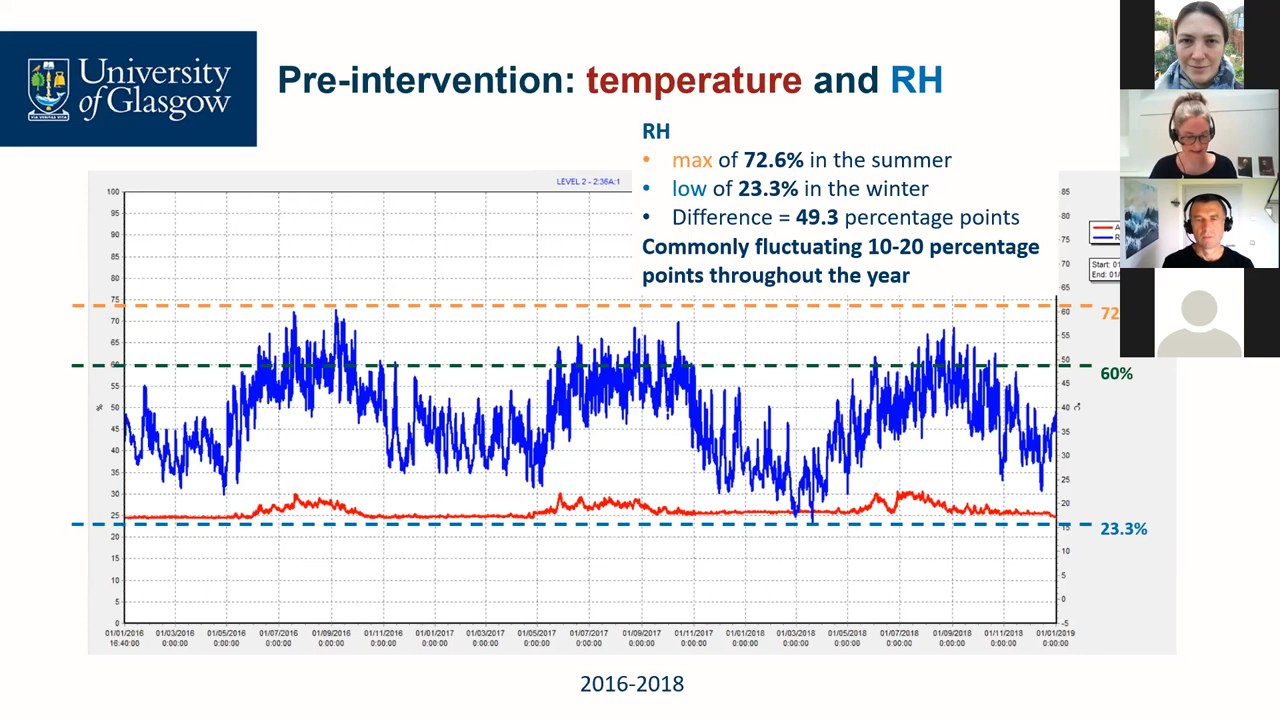 University
of Glasgow
VIA VERITAS VITA
Pre-intervention: temperature and RH
RH
• max of 72.6% in the summer
• low of 23.3% in the winter
• Difference = 49.3 percentage points
Commonly fluctuating 10-20 percentage
points throughout the year
LEVEL 2 - 2:36A:1
100
95
90
85
80
75
70
65
60
55
50
45
40
35
30
25
20
15
10
5
0
%
85
80
75
70
65
60
55
50
45
40
35
30
25
20
15
10
5
0
-5
°C
Start: 01
End: 01/
72
60%
23.3%
01/01/2016 01/03/2016 01/05/2016 01/07/2016 01/09/2016 01/11/2016 01/01/2017 01/03/2017 01/05/2017 01/07/2017 01/09/2017 01/11/2017 01/01/2018 01/03/2018 01/05/2018 01/07/2018 01/09/2018 01/11/2018 01/01/2019
16:40:00 0:00:00 0:00:00 0:00:00 0:00:00 0:00:00 0:00:00 0:00:00 0:00:00 0:00:00 0:00:00 0:00:00 0:00:00 0:00:00 0:00:00 0:00:00 0:00:00 0:00:00 0:00:00
2016-2018